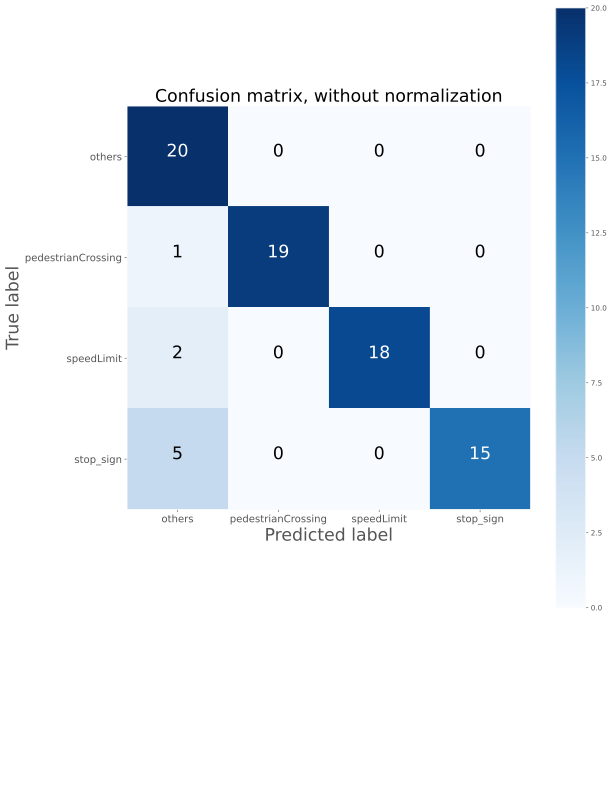 Confusion matrix, without normalization
True label
others 20 0 0 0
pedestrianCrossing 1 19 0 0
speedLimit 2 0 18 0
stop_sign 5 0 0 15
others pedestrianCrossing speedLimit stop_sign
Predicted label
20.0
17.5
15.0
12.5
10.0
7.5
5.0
2.5
0.0